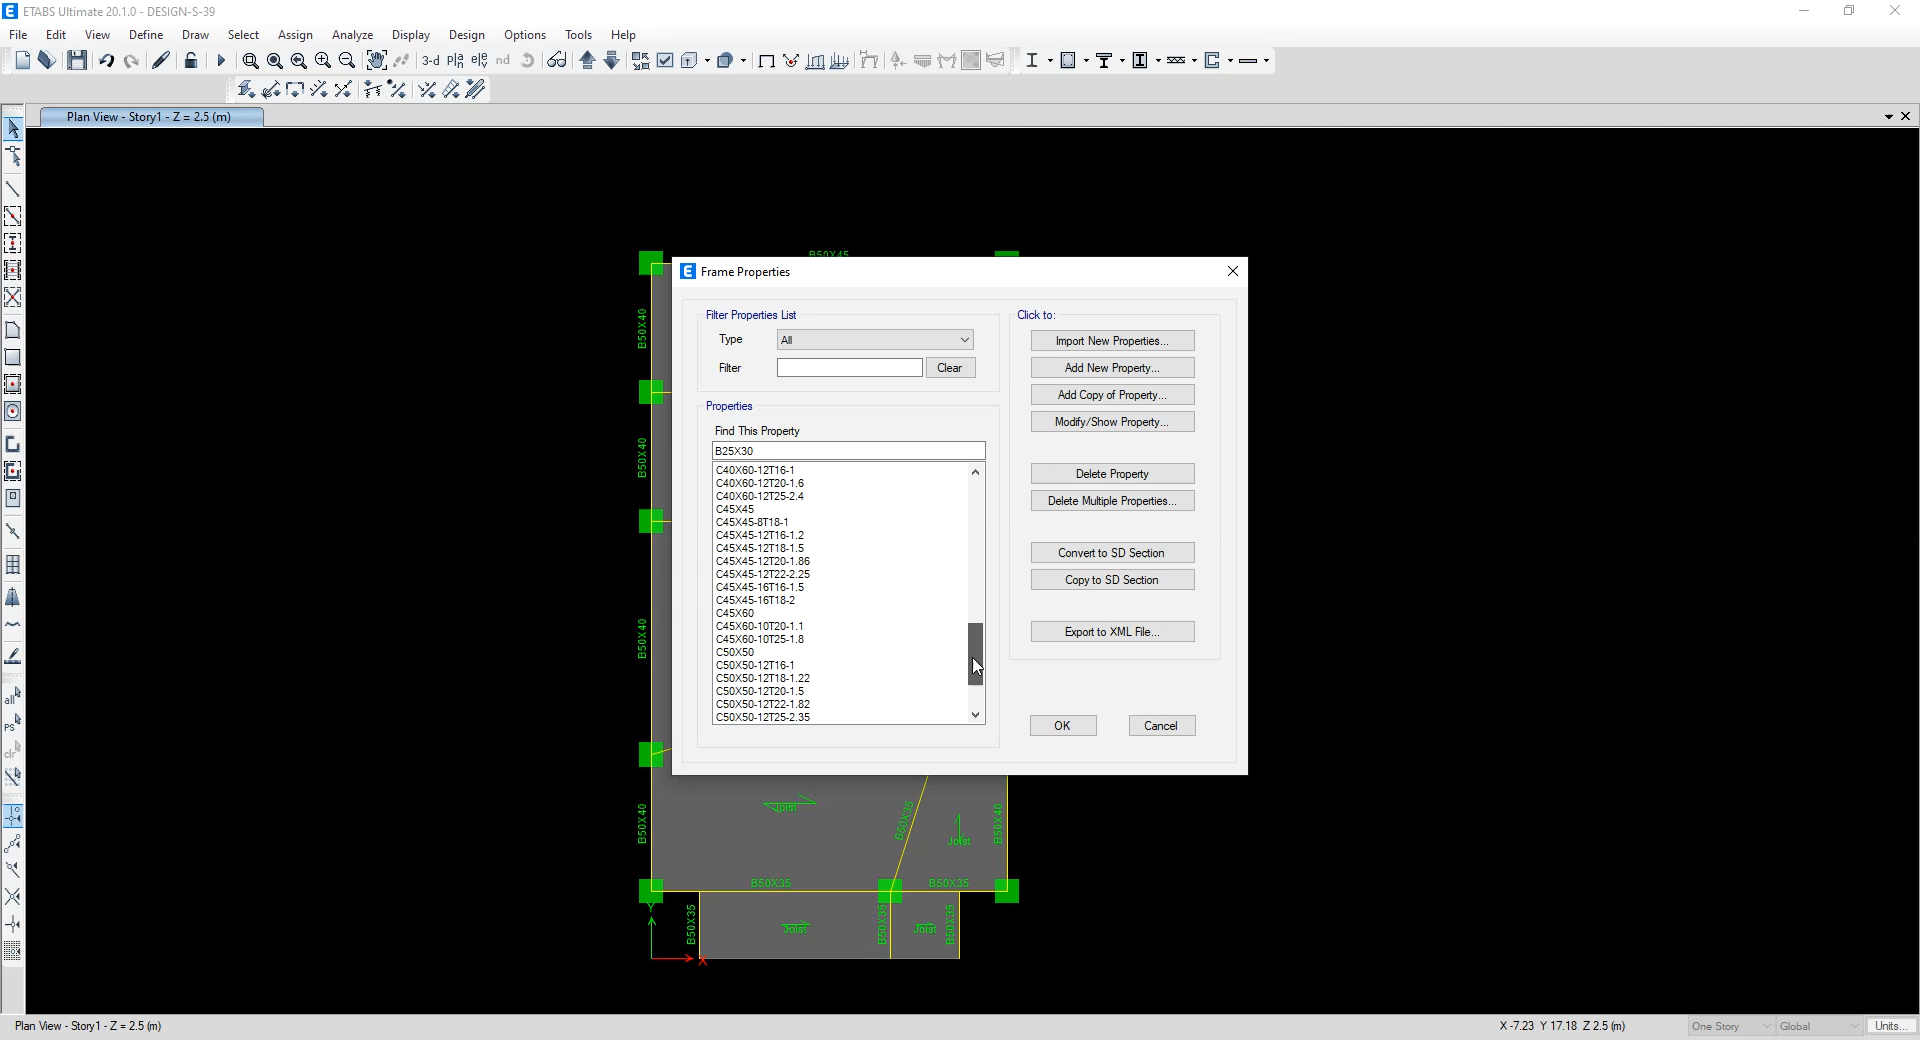 ETABS Ultimate 20.1.0 - DESIGN-S-39
File Edit View Define Draw Select Assign Analyze Display Design Options Tools Help
3-d nd
Plan View - Story1 - Z = 2.5 (m)
B50X45
Frame Properties
Filter Properties List
Type All
Filter Clear
Properties
Find This Property
B25X30
C40X60-12T16-1
C40X60-12T20-1.6
C40X60-12T25-2.4
C45X45
C45X45-8T18-1
C45X45-12T16-1.2
C45X45-12T18-1.5
C45X45-12T20-1.86
C45X45-12T22-2.25
C45X45-16T16-1.5
C45X45-16T18-2
C45X60
C45X60-10T20-1.1
C45X60-10T25-1.8
C50X50
C50X50-12T16-1
C50X50-12T18-1.22
C50X50-12T20-1.5
C50X50-12T22-1.82
C50X50-12T25-2.35
Click to:
Import New Properties...
Add New Property...
Add Copy of Property...
Modify/Show Property...
Delete Property
Delete Multiple Properties...
Convert to SD Section
Copy to SD Section
Export to XML File...
OK Cancel
B50X40
B50X40
B50X40
B50X40
Joist
B60X35
Joist
B50X40
B50X35
B50X35
B50X35
Joist
B50X35
Joist
B50X35
Y
X
all
PS
clr
Plan View - Story1 - Z = 2.5 (m)
X -7.23 Y 17.18 Z 2.5 (m)
One Story
Global
Units...